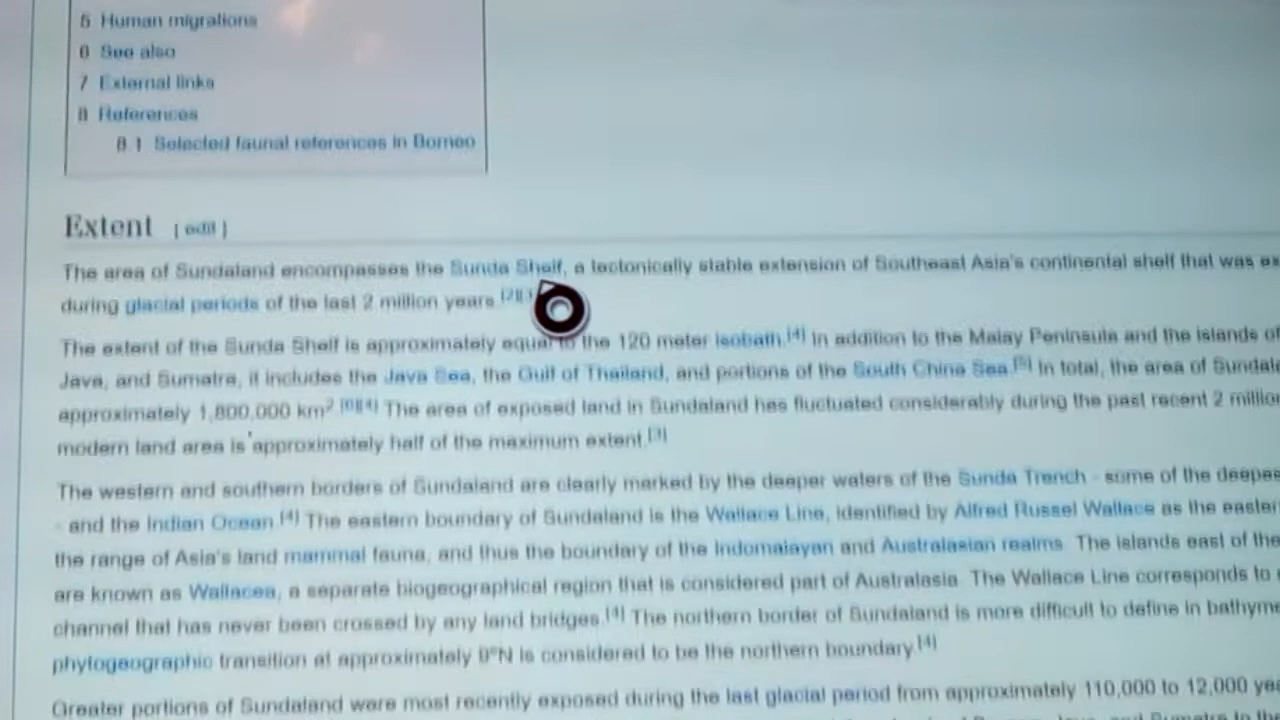 5 Human migrations
6 See also
7 External links
8 References
8.1 Selected faunal references in Borneo
Extent [ edit ]
The area of Sundaland encompasses the Sunda Shelf, a tectonically stable extension of Southeast Asia's continental shelf that was
during glacial periods of the last 2 million years.[2]
The extent of the Sunda Shelf is approximately equal to the 120 meter isobath.[4] In addition to the Malay Peninsula and the islands of
Java, and Sumatra, it includes the Java Sea, the Gulf of Thailand, and portions of the South China Sea.[5] In total, the area of
approximately 1,800,000 km2.[6][4] The area of exposed land in Sundaland has fluctuated considerably during the past recent 2
modern land area is approximately half of the maximum extent.[3]
The western and southern borders of Sundaland are clearly marked by the deeper waters of the Sunda Trench - some of the
- and the Indian Ocean.[4] The eastern boundary of Sundaland is the Wallace Line, identified by Alfred Russel Wallace as the
the range of Asia's land mammal fauna, and thus the boundary of the Indomalayan and Australasian realms. The islands east of the
are known as Wallacea, a separate biogeographical region that is considered part of Australasia. The Wallace Line corresponds to
channel that has never been crossed by any land bridges.[4] The northern border of Sundaland is more difficult to define in
phytogeographic transition at approximately 9°N is considered to be the northern boundary.[4]
Greater portions of Sundaland were most recently exposed during the last glacial period from approximately 110,000 to 12,000